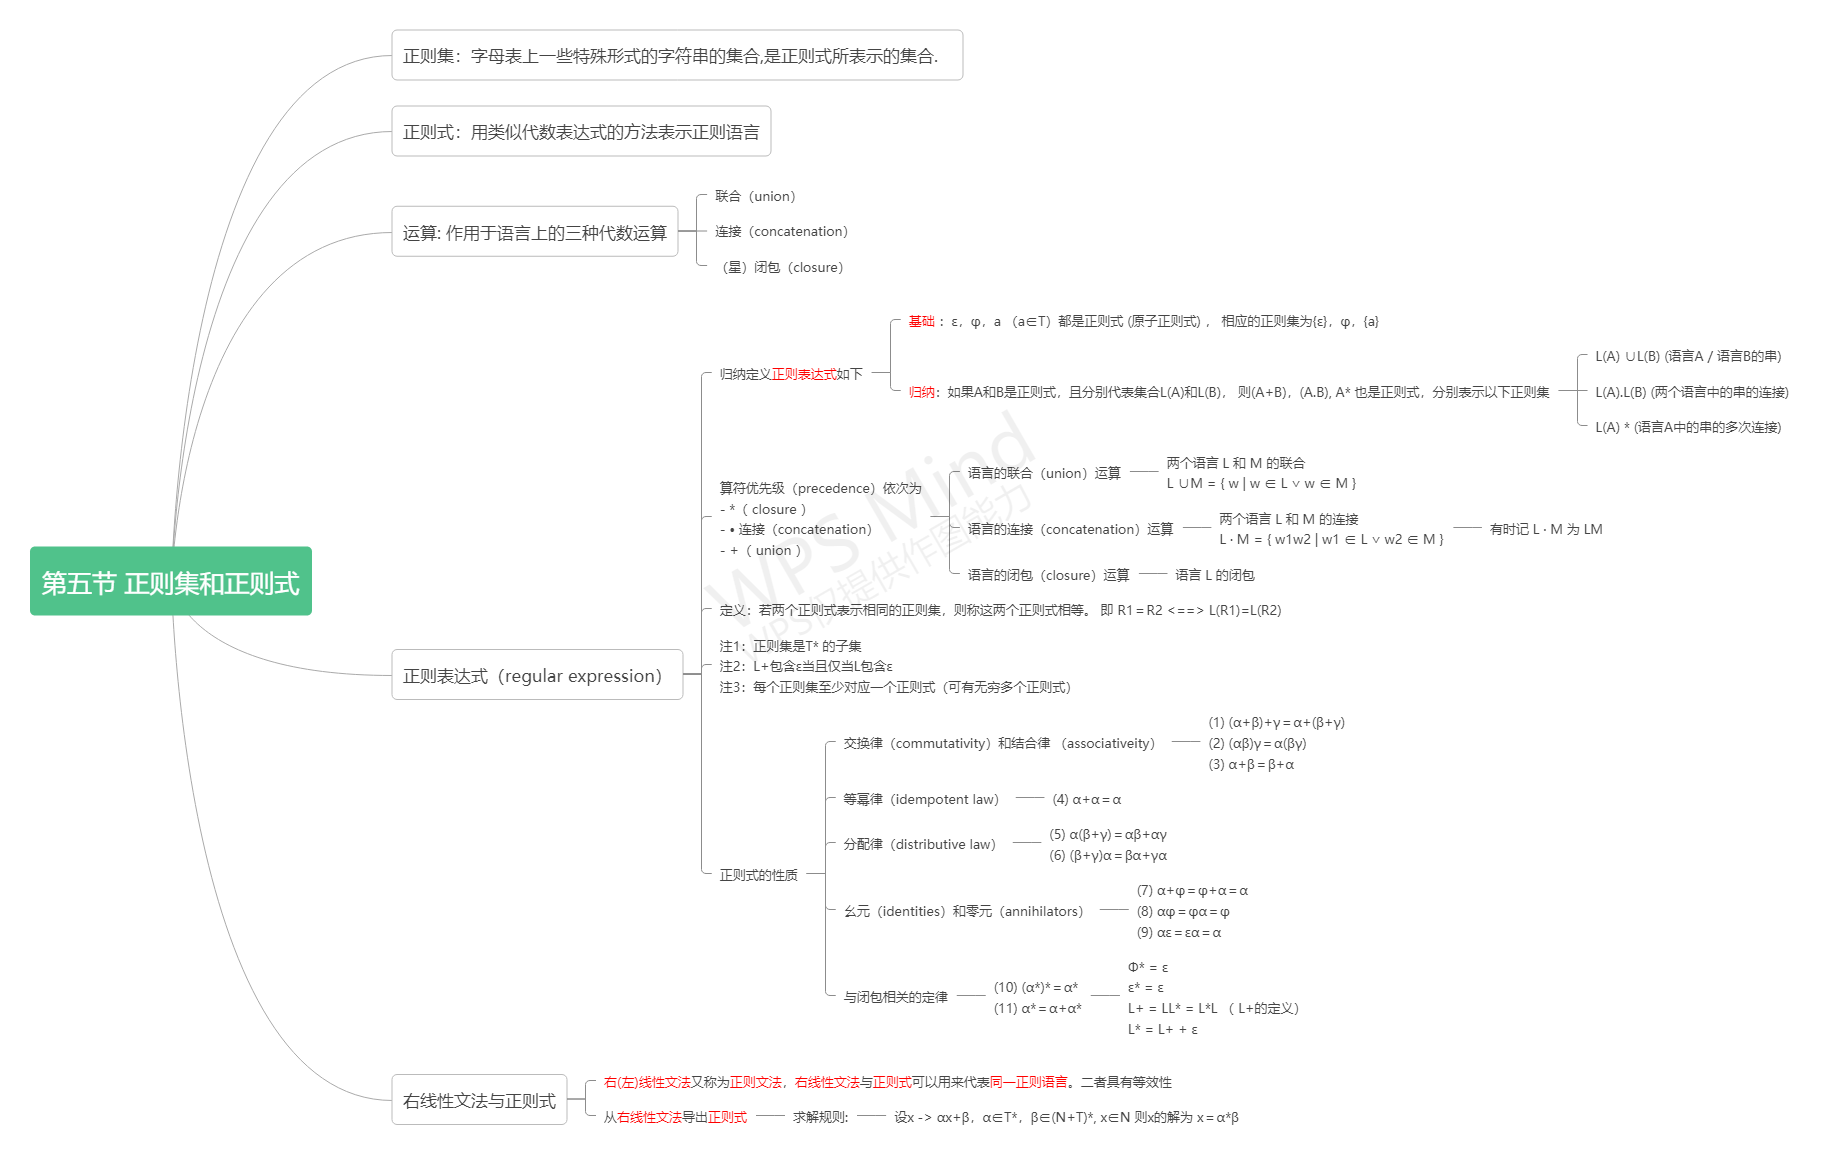 正则集：字母表上一些特殊形式的字符串的集合,是正则式所表示的集合.
正则式：用类似代数表达式的方法表示正则语言
运算: 作用于语言上的三种代数运算
联合（union）
连接（concatenation）
（星）闭包（closure）
第五节 正则集和正则式
正则表达式（regular expression）
归纳定义正则表达式如下
基础 ：ε，φ，a （a∈T）都是正则式 (原子正则式) ， 相应的正则集为{ε}，φ，{a}
归纳：如果A和B是正则式，且分别代表集合L(A)和L(B)， 则(A+B)，(A.B), A* 也是正则式，分别表示以下正则集
L(A) ∪L(B) (语言A / 语言B的串)
L(A).L(B) (两个语言中的串的连接)
L(A) * (语言A中的串的多次连接)
算符优先级（precedence）依次为
- *（ closure ）
- • 连接（concatenation）
- +（ union ）
语言的联合（union）运算
两个语言 L 和 M 的联合
L ∪M = { w | w ∈ L ∨ w ∈ M }
语言的连接（concatenation）运算
两个语言 L 和 M 的连接
L · M = { w1w2 | w1 ∈ L ∨ w2 ∈ M }
有时记 L · M 为 LM
语言的闭包（closure）运算
语言 L 的闭包
定义：若两个正则式表示相同的正则集，则称这两个正则式相等。 即 R1 = R2 <==> L(R1)=L(R2)
注1：正则集是T* 的子集
注2：L+包含ε当且仅当L包含ε
注3：每个正则集至少对应一个正则式（可有无穷多个正则式）
正则式的性质
交换律（commutativity）和结合律 （associativeity）
(1) (α+β)+γ = α+(β+γ)
(2) (αβ)γ = α(βγ)
(3) α+β = β+α
等幂律（idempotent law）
(4) α+α = α
分配律（distributive law）
(5) α(β+γ) = αβ+αγ
(6) (β+γ)α = βα+γα
幺元（identities）和零元（annihilators）
(7) α+φ = φ+α = α
(8) αφ = φα = φ
(9) αε = εα = α
与闭包相关的定律
(10) (α*)* = α*
(11) α* = α+α*
Φ* = ε
ε* = ε
L+ = LL* = L*L （ L+的定义）
L* = L+ + ε
右线性文法与正则式
右(左)线性文法又称为正则文法，右线性文法与正则式可以用来代表同一正则语言。二者具有等效性
从右线性文法导出正则式
求解规则:
设x -> αx+β，α∈T*，β∈(N+T)*, x∈N 则x的解为 x = α*β
WPS Mind
WPS仅提供作图能力